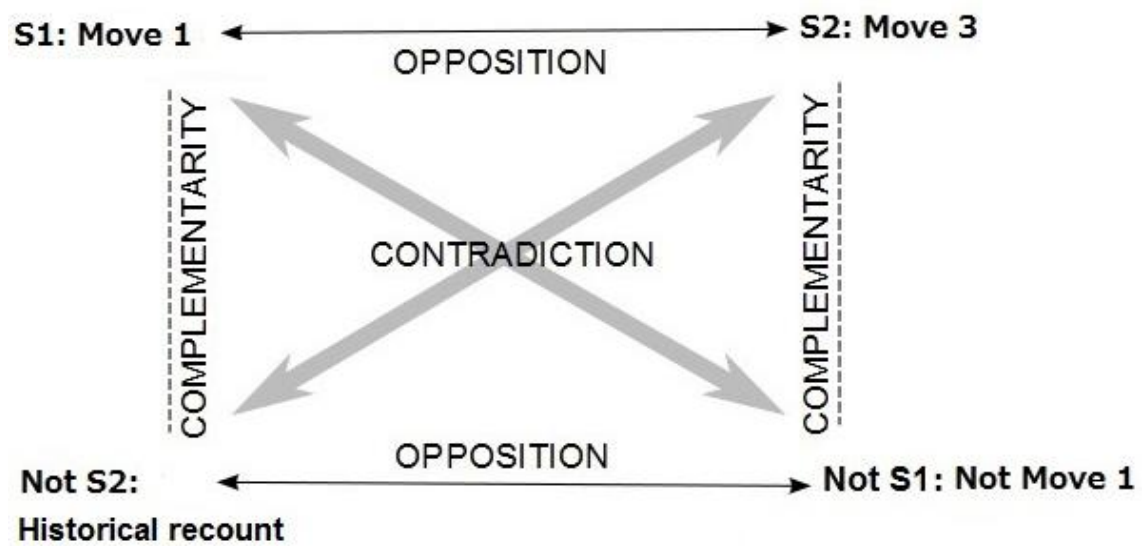 S1: Move 1
S2: Move 3
OPPOSITION
COMPLEMENTARITY
COMPLEMENTARITY
CONTRADICTION
OPPOSITION
Not S2:
Not S1: Not Move 1
Historical recount